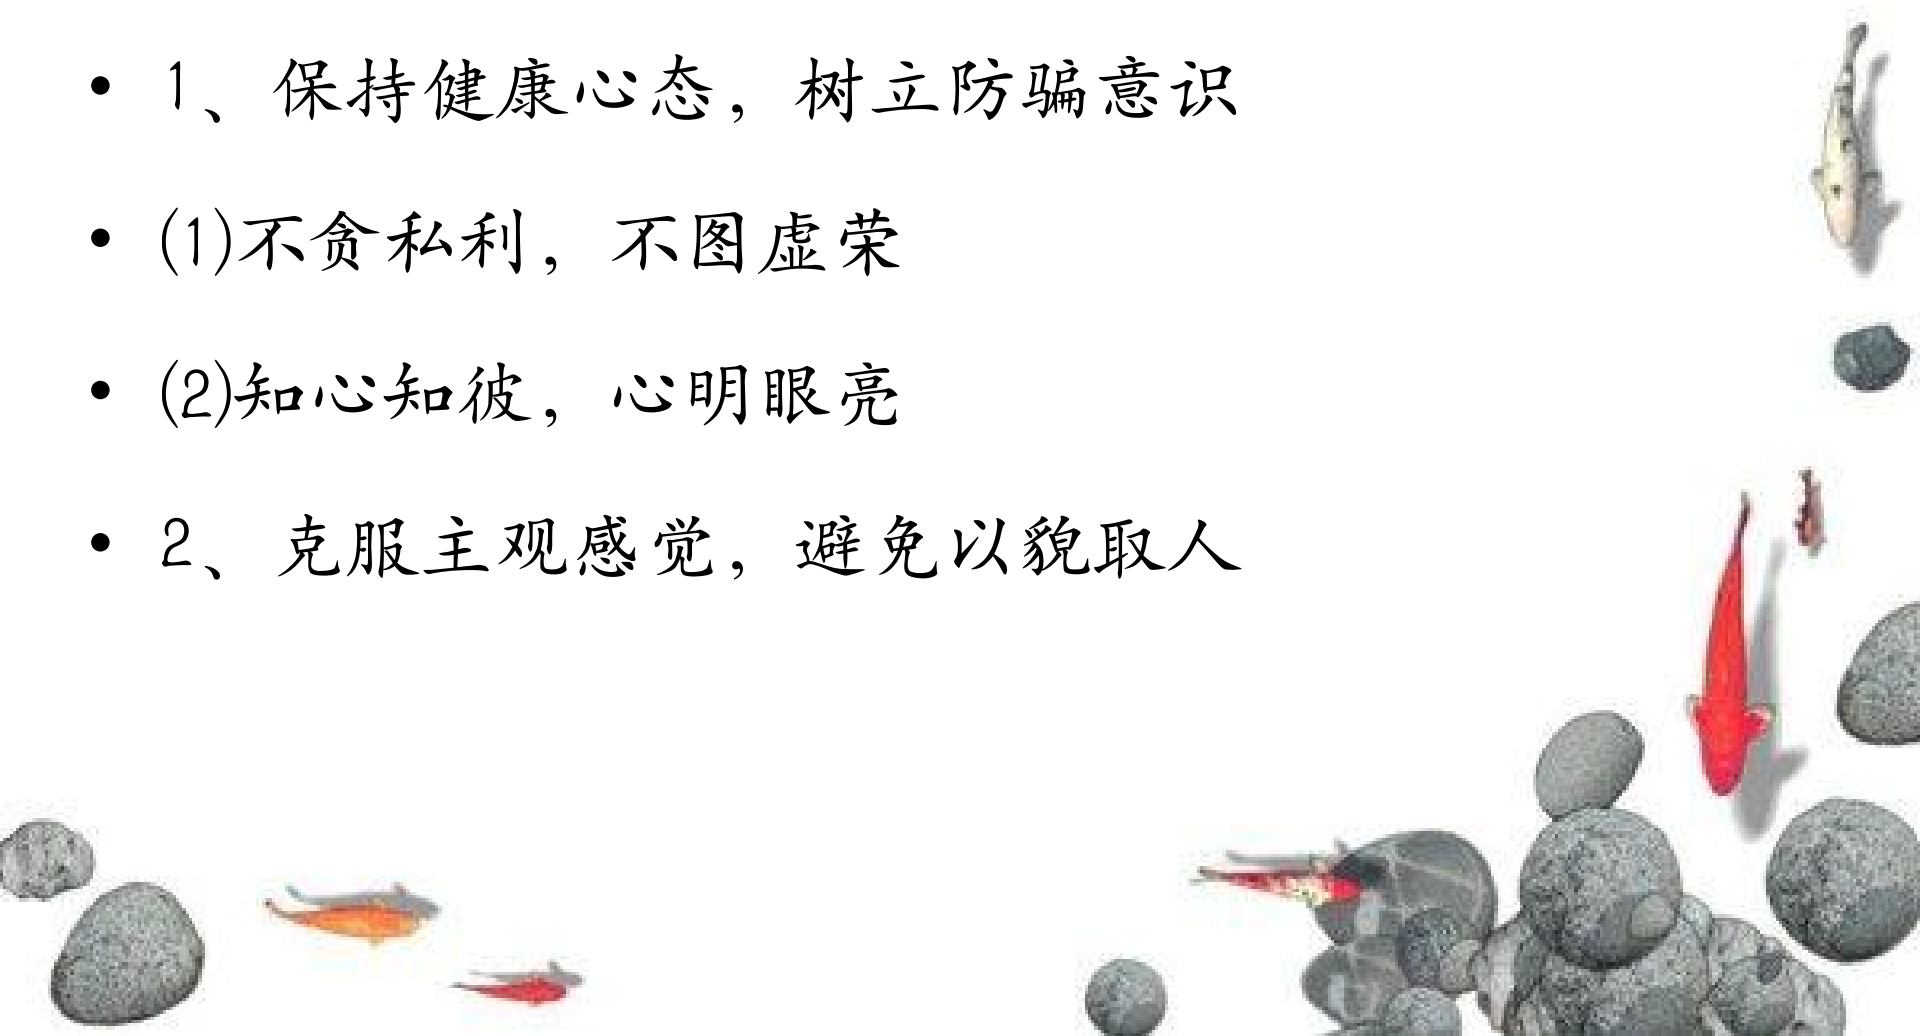 • 1、保持健康心态，树立防骗意识
• (1)不贪私利，不图虚荣
• (2)知心知彼，心明眼亮
• 2、克服主观感觉，避免以貌取人